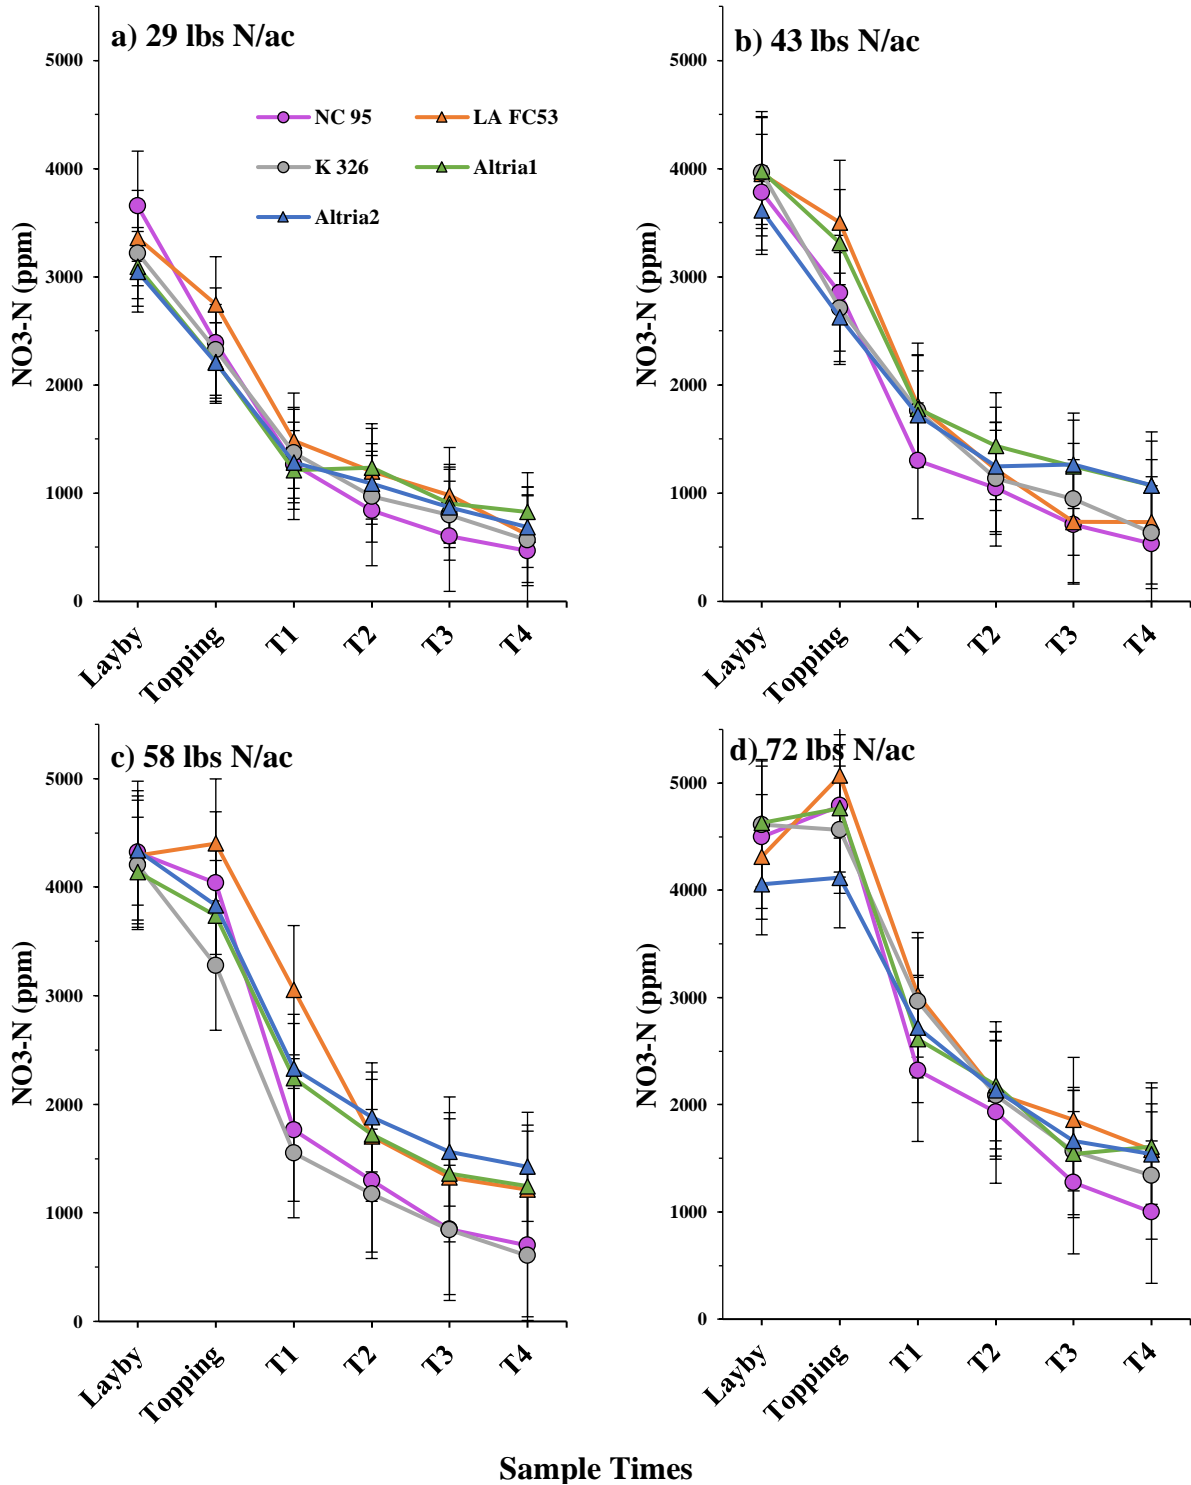 a) 29 lbs N/ac
5000
4000
3000
2000
1000
0
NO3-N (ppm)
NC 95
LA FC53
K 326
Altria1
Altria2
Layby
Topping
T1
T2
T3
T4
b) 43 lbs N/ac
5000
4000
3000
2000
1000
0
NO3-N (ppm)
Layby
Topping
T1
T2
T3
T4
c) 58 lbs N/ac
5000
4000
3000
2000
1000
0
NO3-N (ppm)
Layby
Topping
T1
T2
T3
T4
d) 72 lbs N/ac
5000
4000
3000
2000
1000
0
NO3-N (ppm)
Layby
Topping
T1
T2
T3
T4
Sample Times